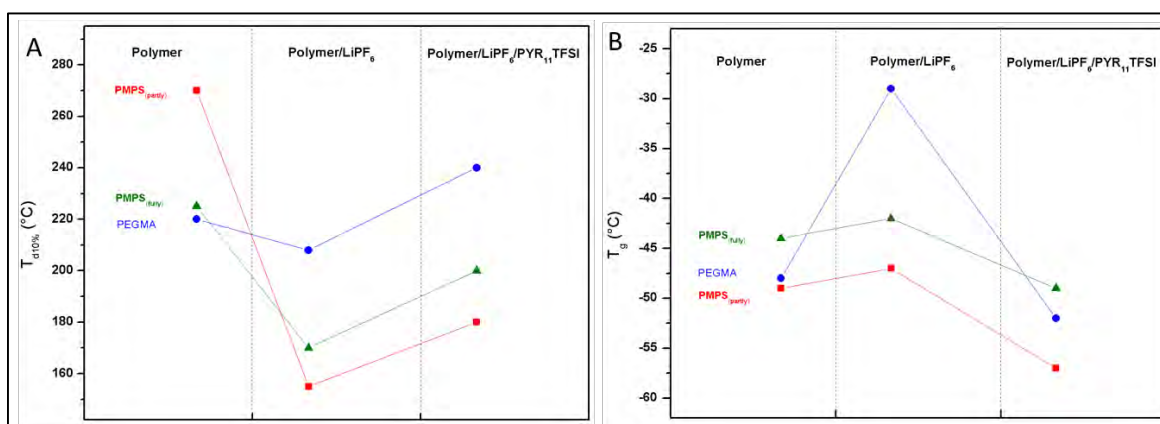 A
Polymer
Polymer/LiPF6
Polymer/LiPF6/PYR11TFSI
280
260
240
220
200
180
160
Td10% (°C)
PMPS(partly)
PMPS(fully)
PEGMA
B
Polymer
Polymer/LiPF6
Polymer/LiPF6/PYR11TFSI
-25
-30
-35
-40
-45
-50
-55
-60
Tg (°C)
PMPS(fully)
PEGMA
PMPS(partly)